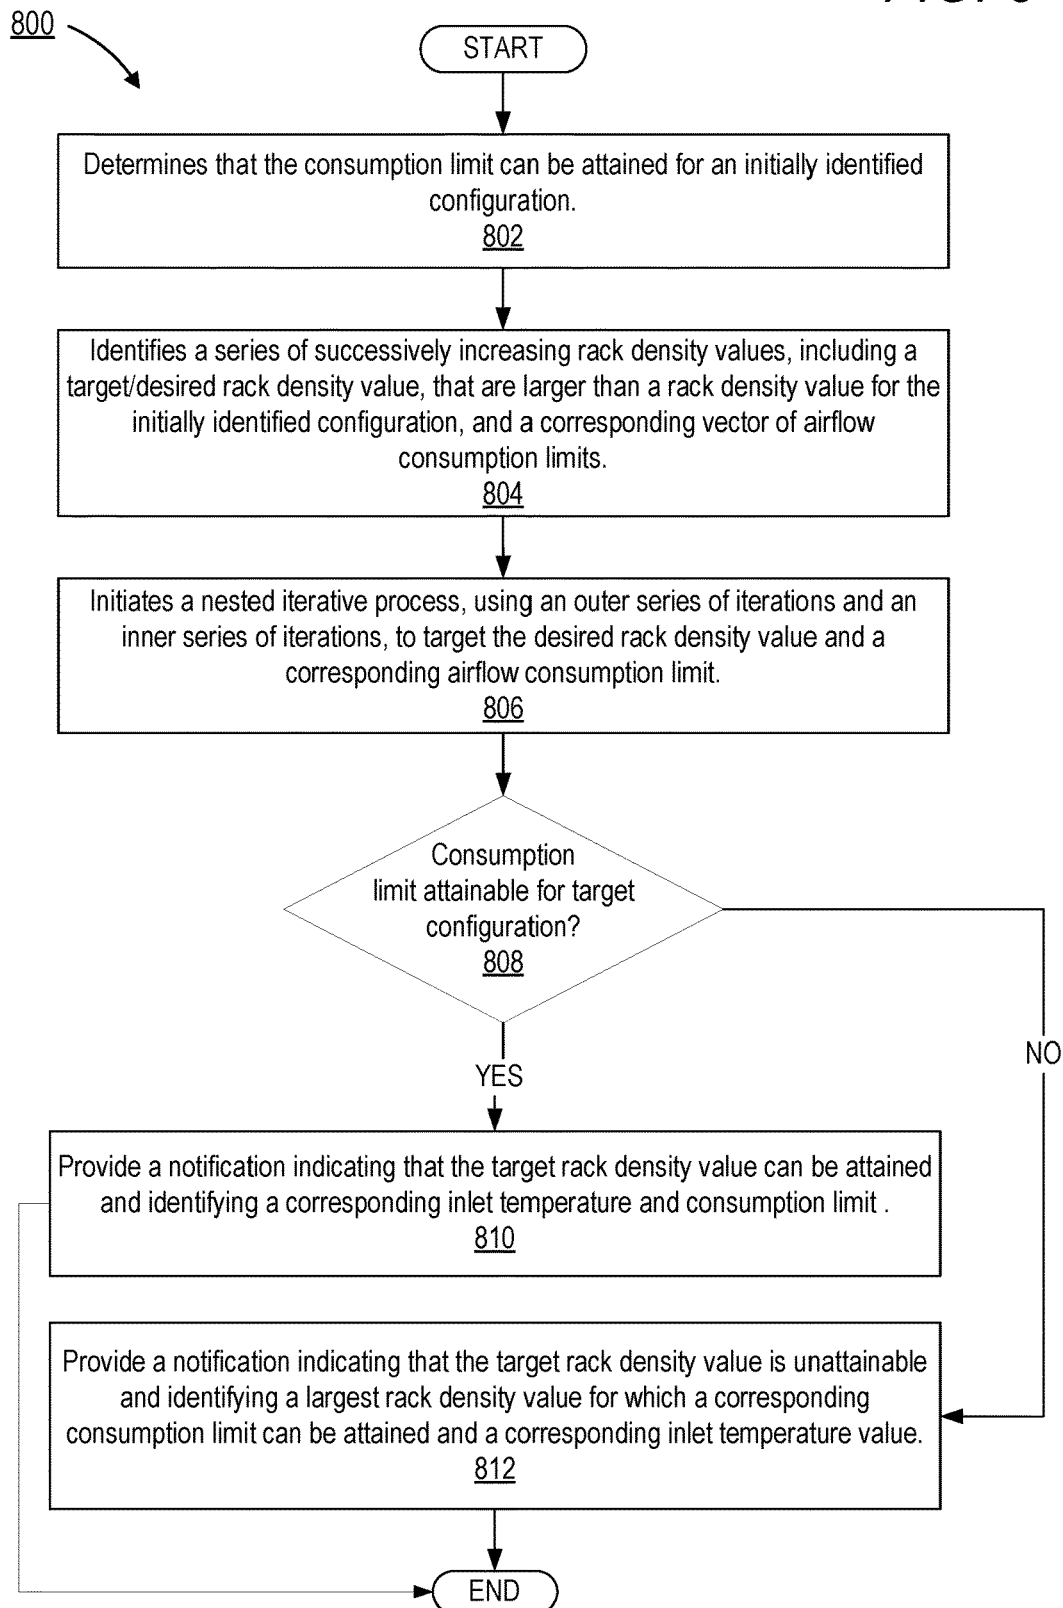 800
START
Determines that the consumption limit can be attained for an initially identified
configuration.
802
Identifies a series of successively increasing rack density values, including a
target/desired rack density value, that are larger than a rack density value for the
initially identified configuration, and a corresponding vector of airflow
consumption limits.
804
Initiates a nested iterative process, using an outer series of iterations and an
inner series of iterations, to target the desired rack density value and a
corresponding airflow consumption limit.
806
Consumption
limit attainable for target
configuration?
808
NO
YES
Provide a notification indicating that the target rack density value can be attained
and identifying a corresponding inlet temperature and consumption limit .
810
Provide a notification indicating that the target rack density value is unattainable
and identifying a largest rack density value for which a corresponding
consumption limit can be attained and a corresponding inlet temperature value.
812
END